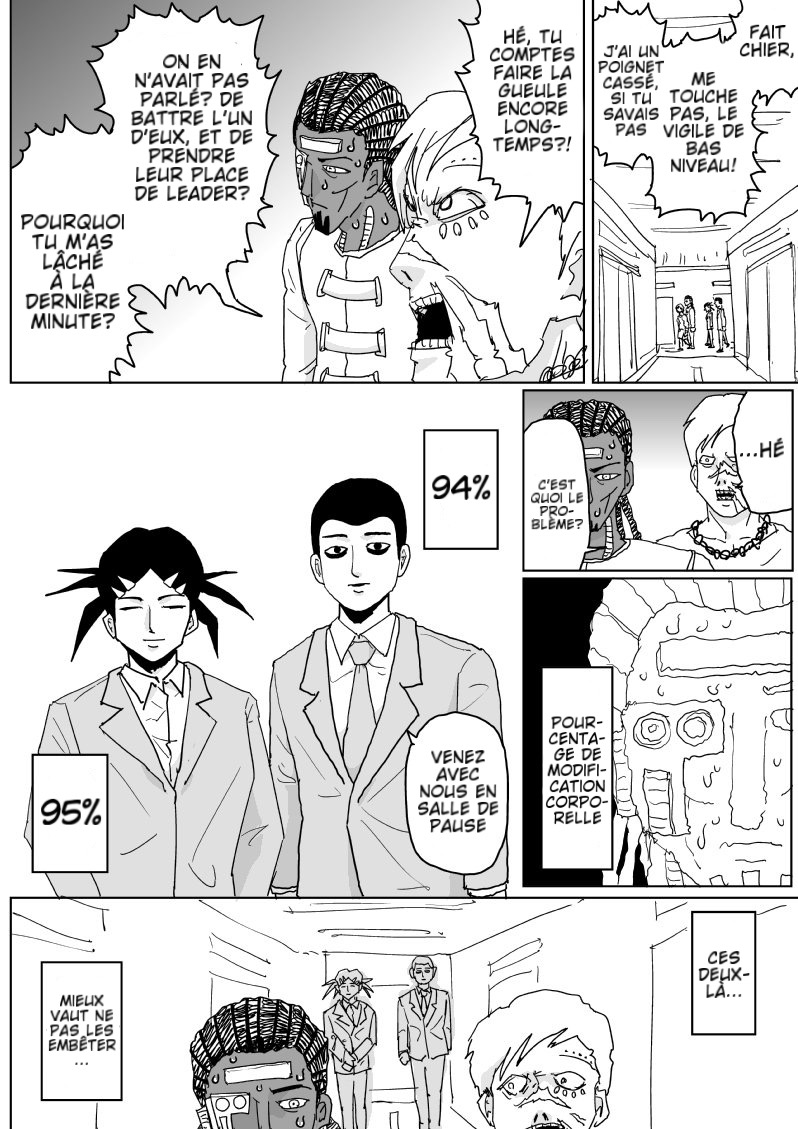 FAIT
CHIER,
ME
TOUCHE
PAS, LE
VIGILE DE
BAS
NIVEAU!
J'AI UN
POIGNET
CASSÉ,
SI TU
SAVAIS
PAS
HÉ, TU
COMPTES
FAIRE LA
GUEULE
ENCORE
LONG-
TEMPS?!
ON EN
N'AVAIT PAS
PARLÉ? DE
BATTRE L'UN
D'EUX, ET DE
PRENDRE
LEUR PLACE
DE LEADER?
POURQUOI
TU M'AS
LÂCHÉ
À LA
DERNIÈRE
MINUTE?
...HÉ
C'EST
QUOI LE
PRO-
BLÈME?
POUR-
CENTA-
GE DE
MODIFI-
CATION
CORPO-
RELLE
94%
VENEZ
AVEC
NOUS EN
SALLE DE
PAUSE
95%
CES
DEUX-
LÀ...
MIEUX
VAUT NE
PAS LES
EMBÊTER
...